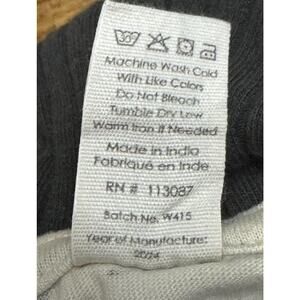 Machine Wash Cold
With Like Colors
Do Not Bleach
Tumble Dry Low
Warm Iron if Needed
Made in India
Fabriqué en Inde
RN # 113087
Batch No. W415
Year of Manufacture:
2024